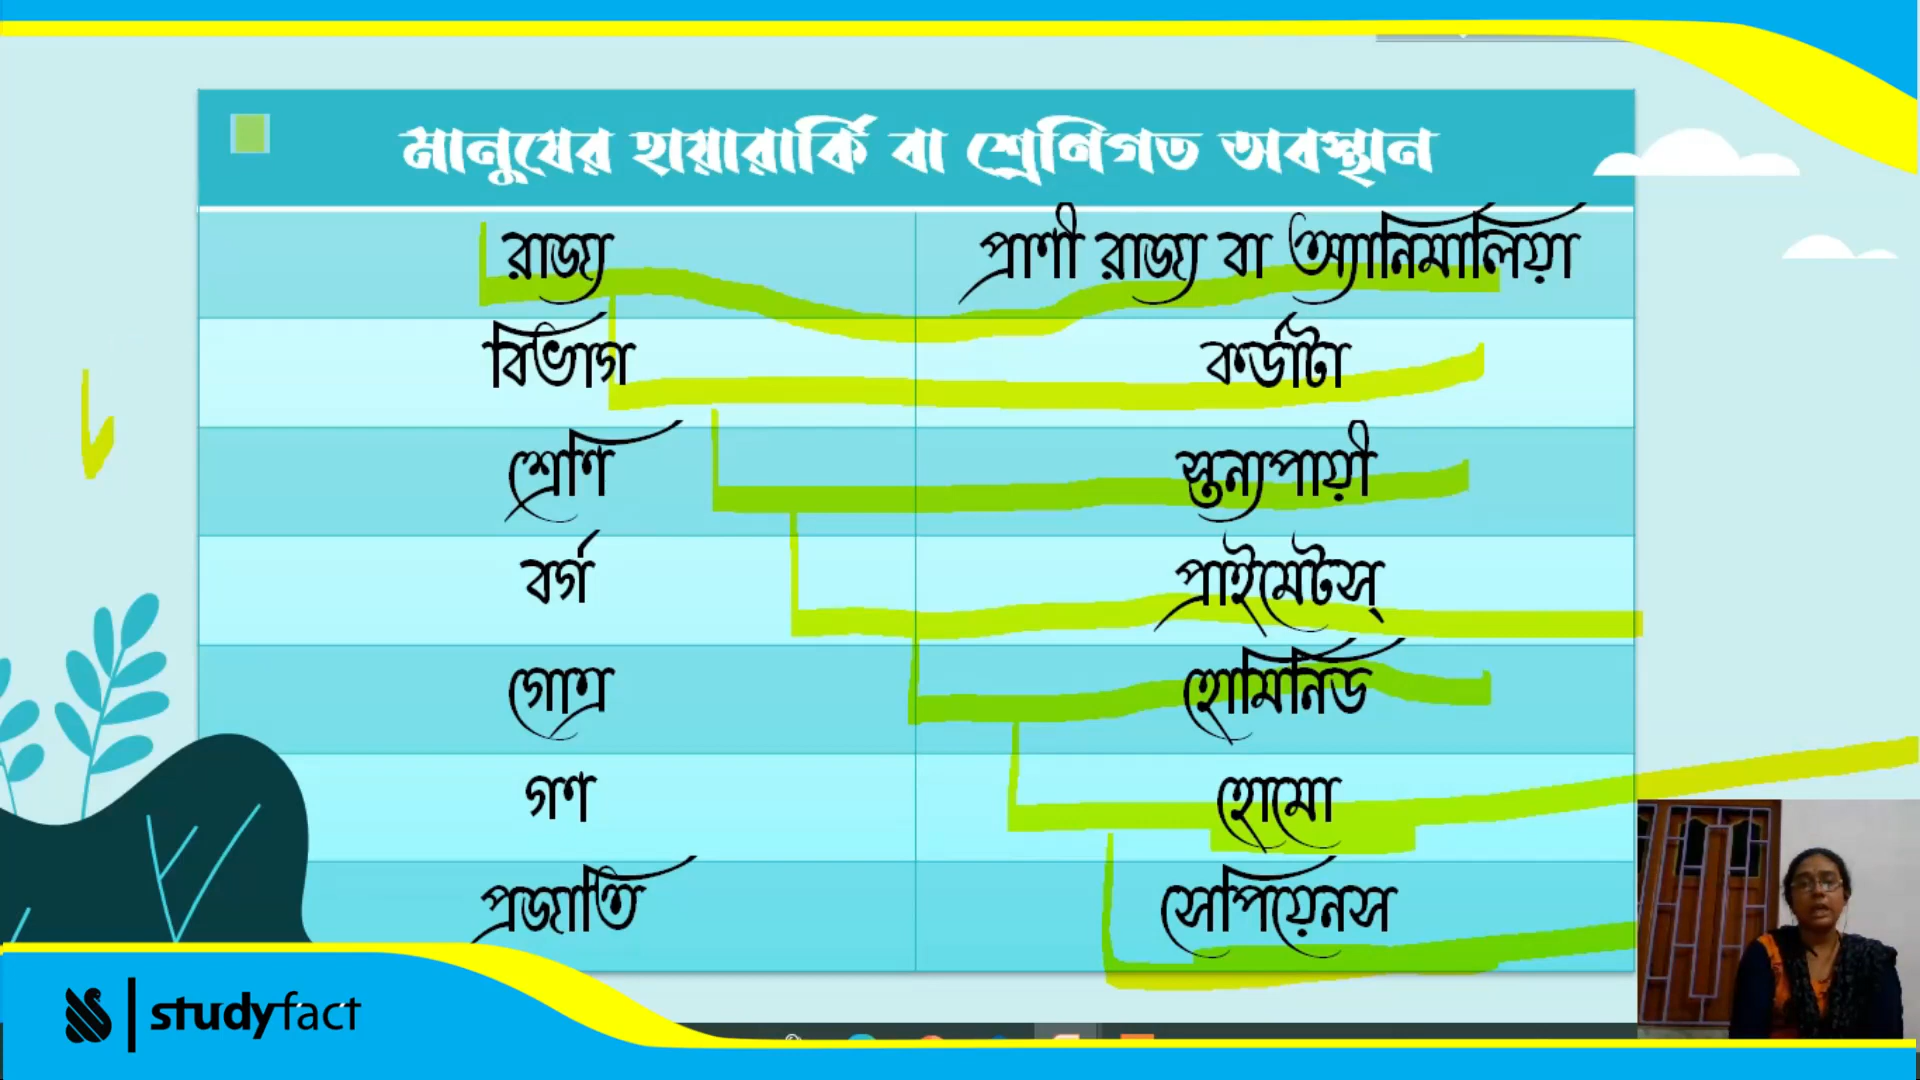 মানুষের হায়ারার্কি বা শ্রেণিগত অবস্থান
রাজ্য প্রাণী রাজ্য বা অ্যানিমালিয়া
বিভাগ কর্ডাটা
শ্রেণি স্তন্যপায়ী
বর্গ প্রাইমেটস্
গোত্র হোমিনিড
গণ হোমো
প্রজাতি সেপিয়েনস
studyfact